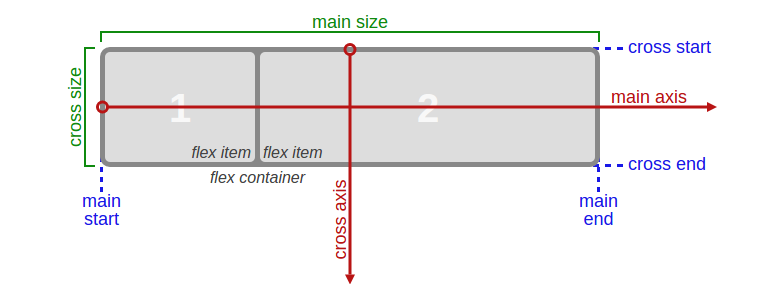 main size
cross start
cross size
1
2
main axis
flex item
flex item
cross end
flex container
cross axis
main
start
main
end